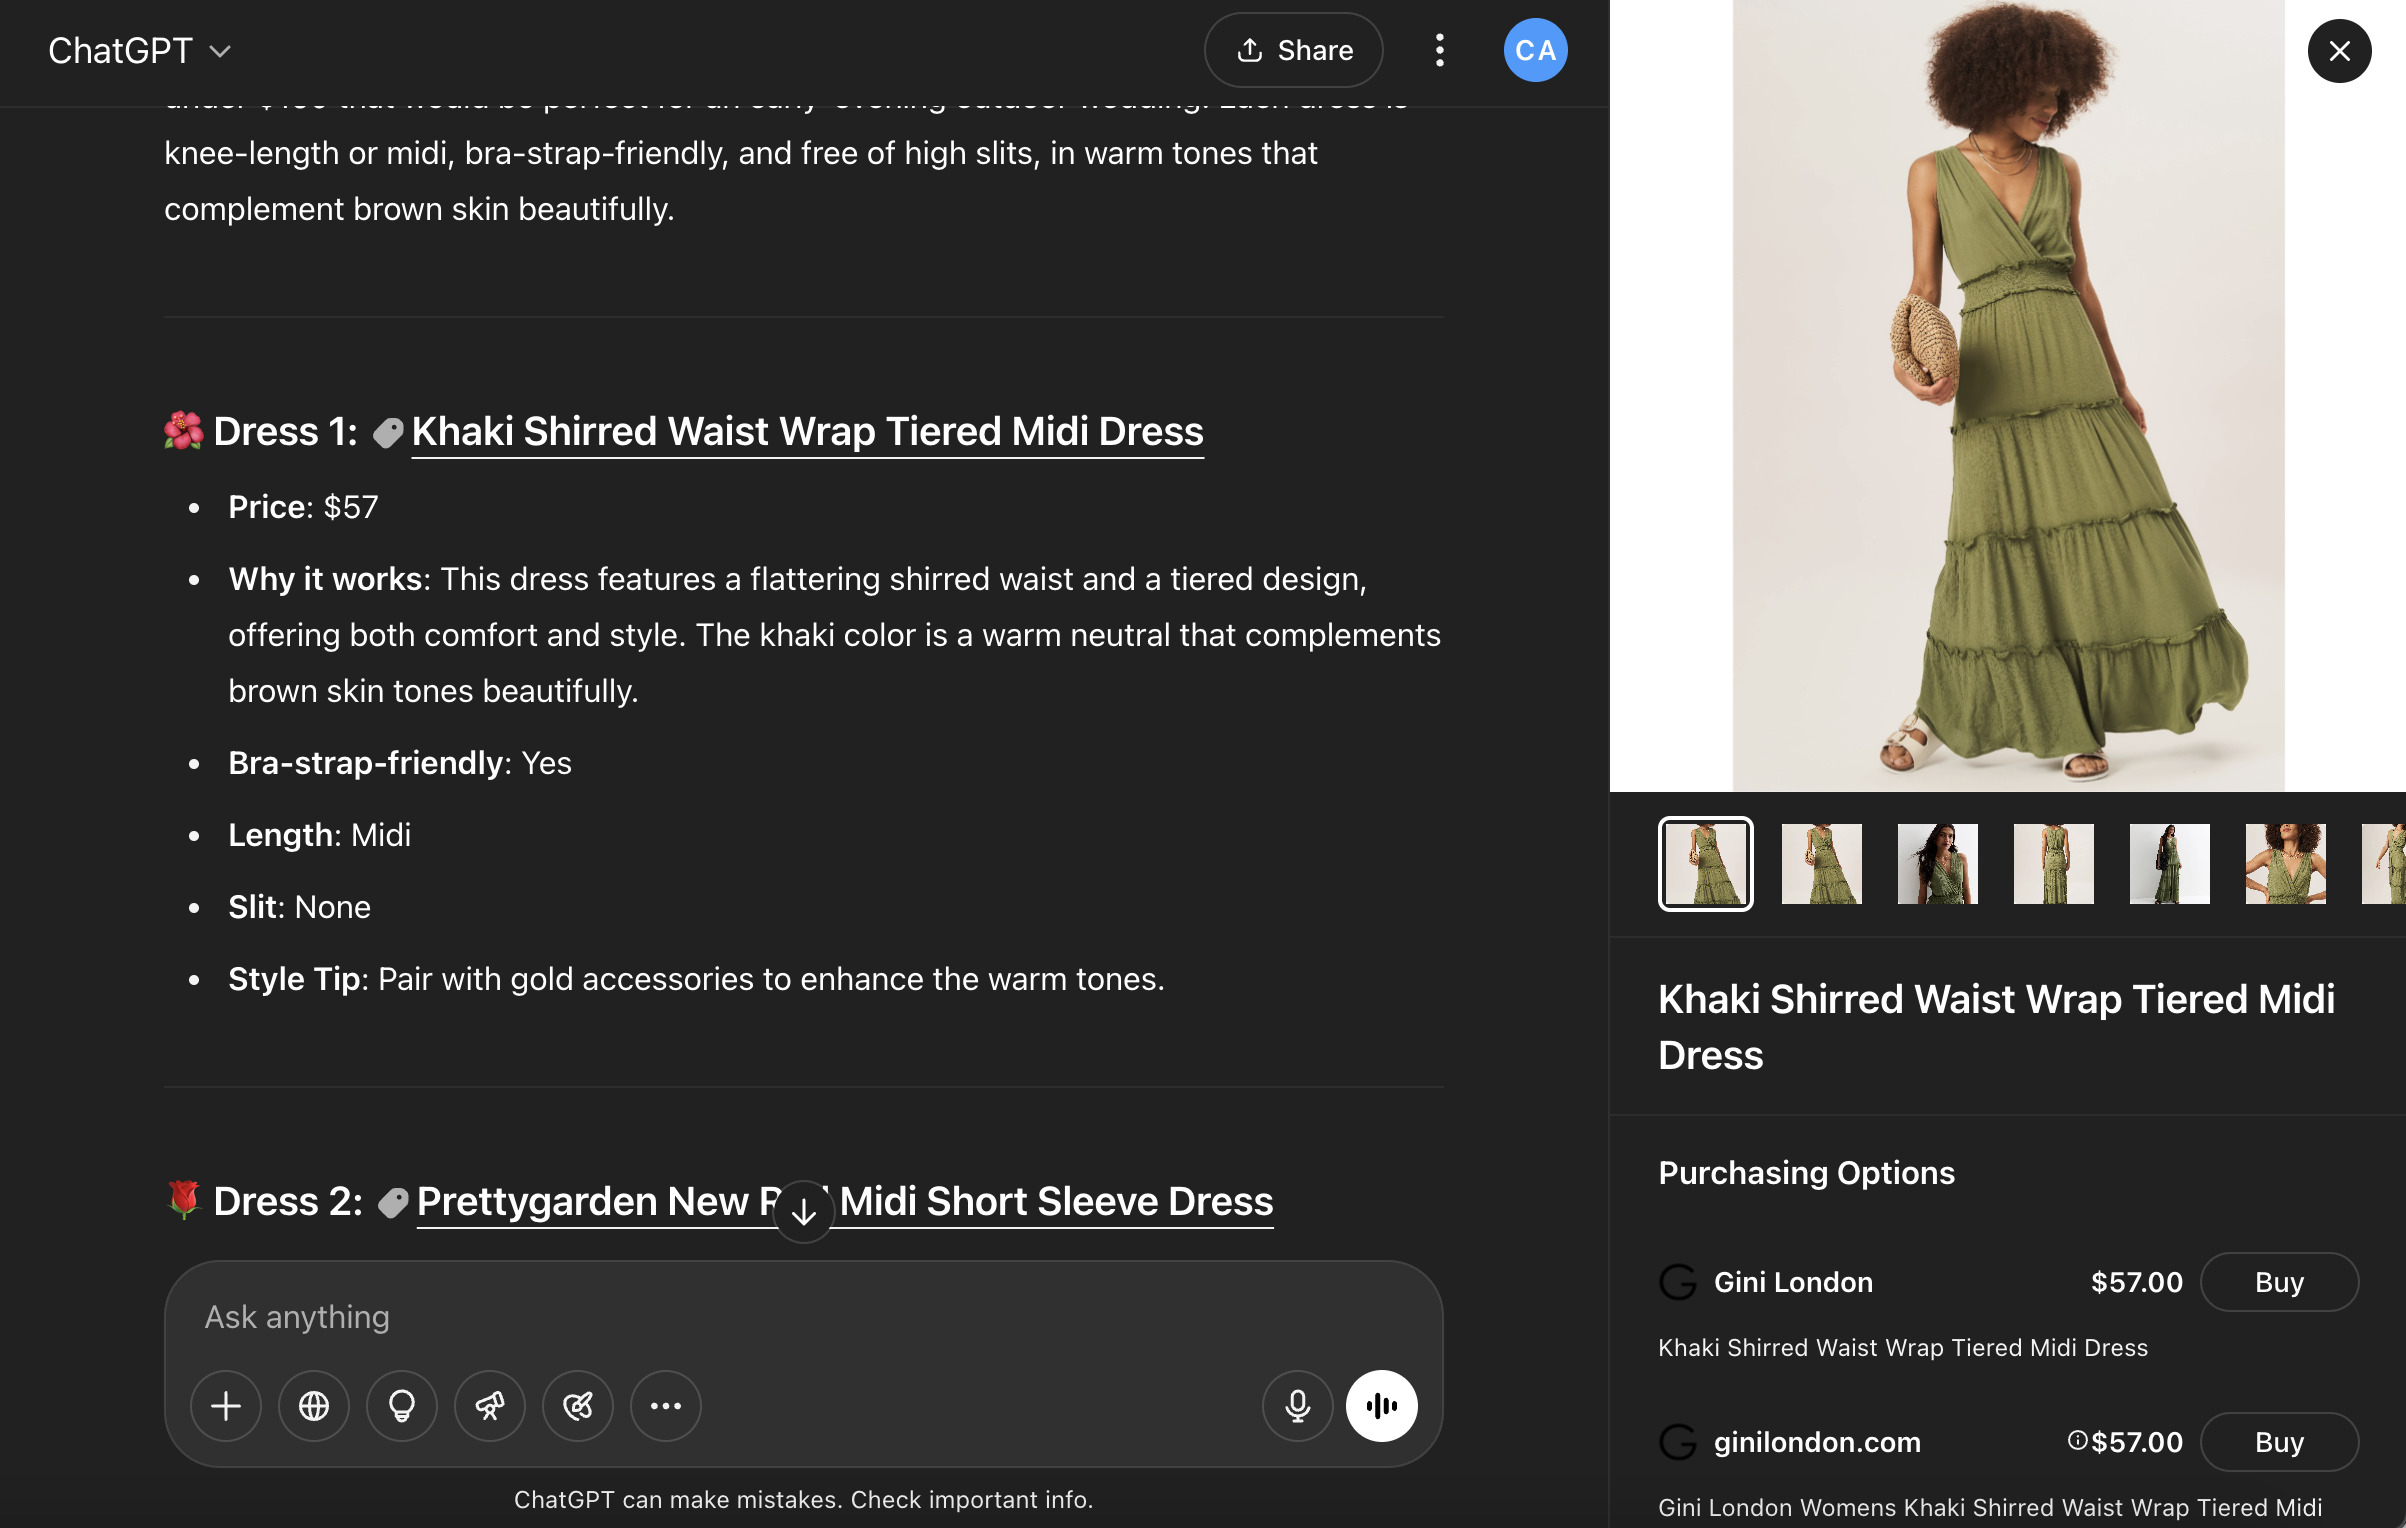 ChatGPT
Share
CA
knee-length or midi, bra-strap-friendly, and free of high slits, in warm tones that
complement brown skin beautifully.
🌺 Dress 1: Khaki Shirred Waist Wrap Tiered Midi Dress
• Price: $57
• Why it works: This dress features a flattering shirred waist and a tiered design,
offering both comfort and style. The khaki color is a warm neutral that complements
brown skin tones beautifully.
• Bra-strap-friendly: Yes
• Length: Midi
• Slit: None
• Style Tip: Pair with gold accessories to enhance the warm tones.
🌹 Dress 2: Prettygarden New Midi Short Sleeve Dress
Ask anything
ChatGPT can make mistakes. Check important info.
Khaki Shirred Waist Wrap Tiered Midi
Dress
Purchasing Options
Gini London $57.00 Buy
Khaki Shirred Waist Wrap Tiered Midi Dress
ginilondon.com $57.00 Buy
Gini London Womens Khaki Shirred Waist Wrap Tiered Midi